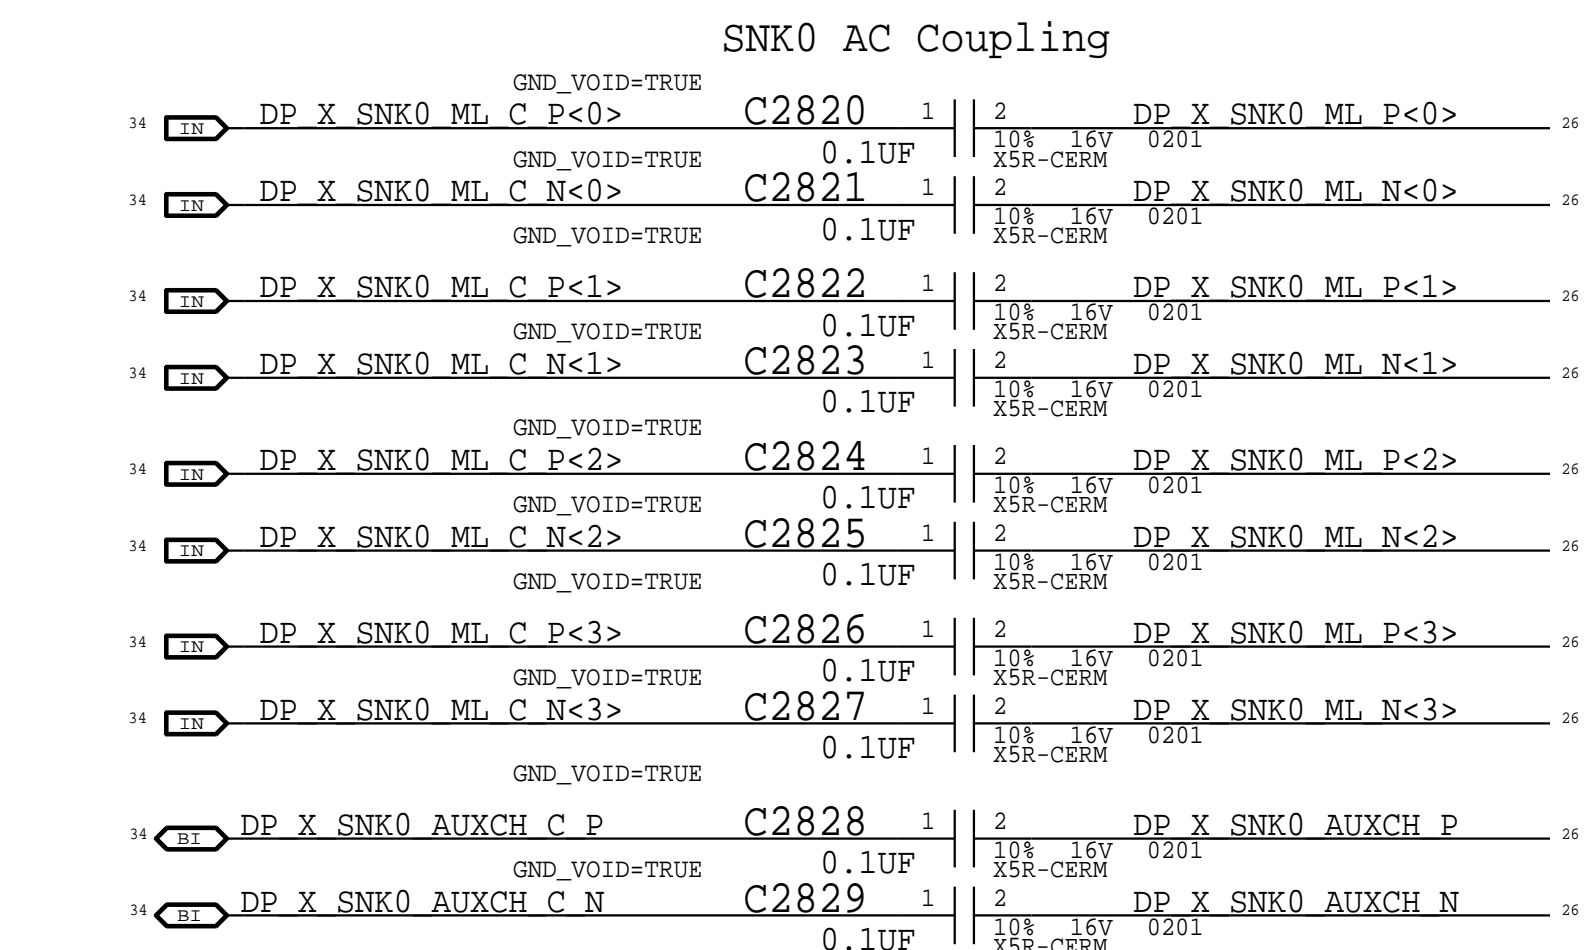 SNK0 AC Coupling
GND_VOID=TRUE
34 IN DP_X_SNK0_ML_C_P<0> C2820 1 2 DP_X_SNK0_ML_P<0> 26
0.1UF 10% 16V 0201
GND_VOID=TRUE X5R-CERM
34 IN DP_X_SNK0_ML_C_N<0> C2821 1 2 DP_X_SNK0_ML_N<0> 26
0.1UF 10% 16V 0201
GND_VOID=TRUE X5R-CERM
34 IN DP_X_SNK0_ML_C_P<1> C2822 1 2 DP_X_SNK0_ML_P<1> 26
0.1UF 10% 16V 0201
GND_VOID=TRUE X5R-CERM
34 IN DP_X_SNK0_ML_C_N<1> C2823 1 2 DP_X_SNK0_ML_N<1> 26
0.1UF 10% 16V 0201
X5R-CERM
GND_VOID=TRUE
34 IN DP_X_SNK0_ML_C_P<2> C2824 1 2 DP_X_SNK0_ML_P<2> 26
0.1UF 10% 16V 0201
GND_VOID=TRUE X5R-CERM
34 IN DP_X_SNK0_ML_C_N<2> C2825 1 2 DP_X_SNK0_ML_N<2> 26
0.1UF 10% 16V 0201
GND_VOID=TRUE X5R-CERM
34 IN DP_X_SNK0_ML_C_P<3> C2826 1 2 DP_X_SNK0_ML_P<3> 26
0.1UF 10% 16V 0201
GND_VOID=TRUE X5R-CERM
34 IN DP_X_SNK0_ML_C_N<3> C2827 1 2 DP_X_SNK0_ML_N<3> 26
0.1UF 10% 16V 0201
X5R-CERM
GND_VOID=TRUE
34 BI DP_X_SNK0_AUXCH_C_P C2828 1 2 DP_X_SNK0_AUXCH_P 26
0.1UF 10% 16V 0201
GND_VOID=TRUE X5R-CERM
34 BI DP_X_SNK0_AUXCH_C_N C2829 1 2 DP_X_SNK0_AUXCH_N 26
0.1UF 10% 16V 0201
X5R-CERM